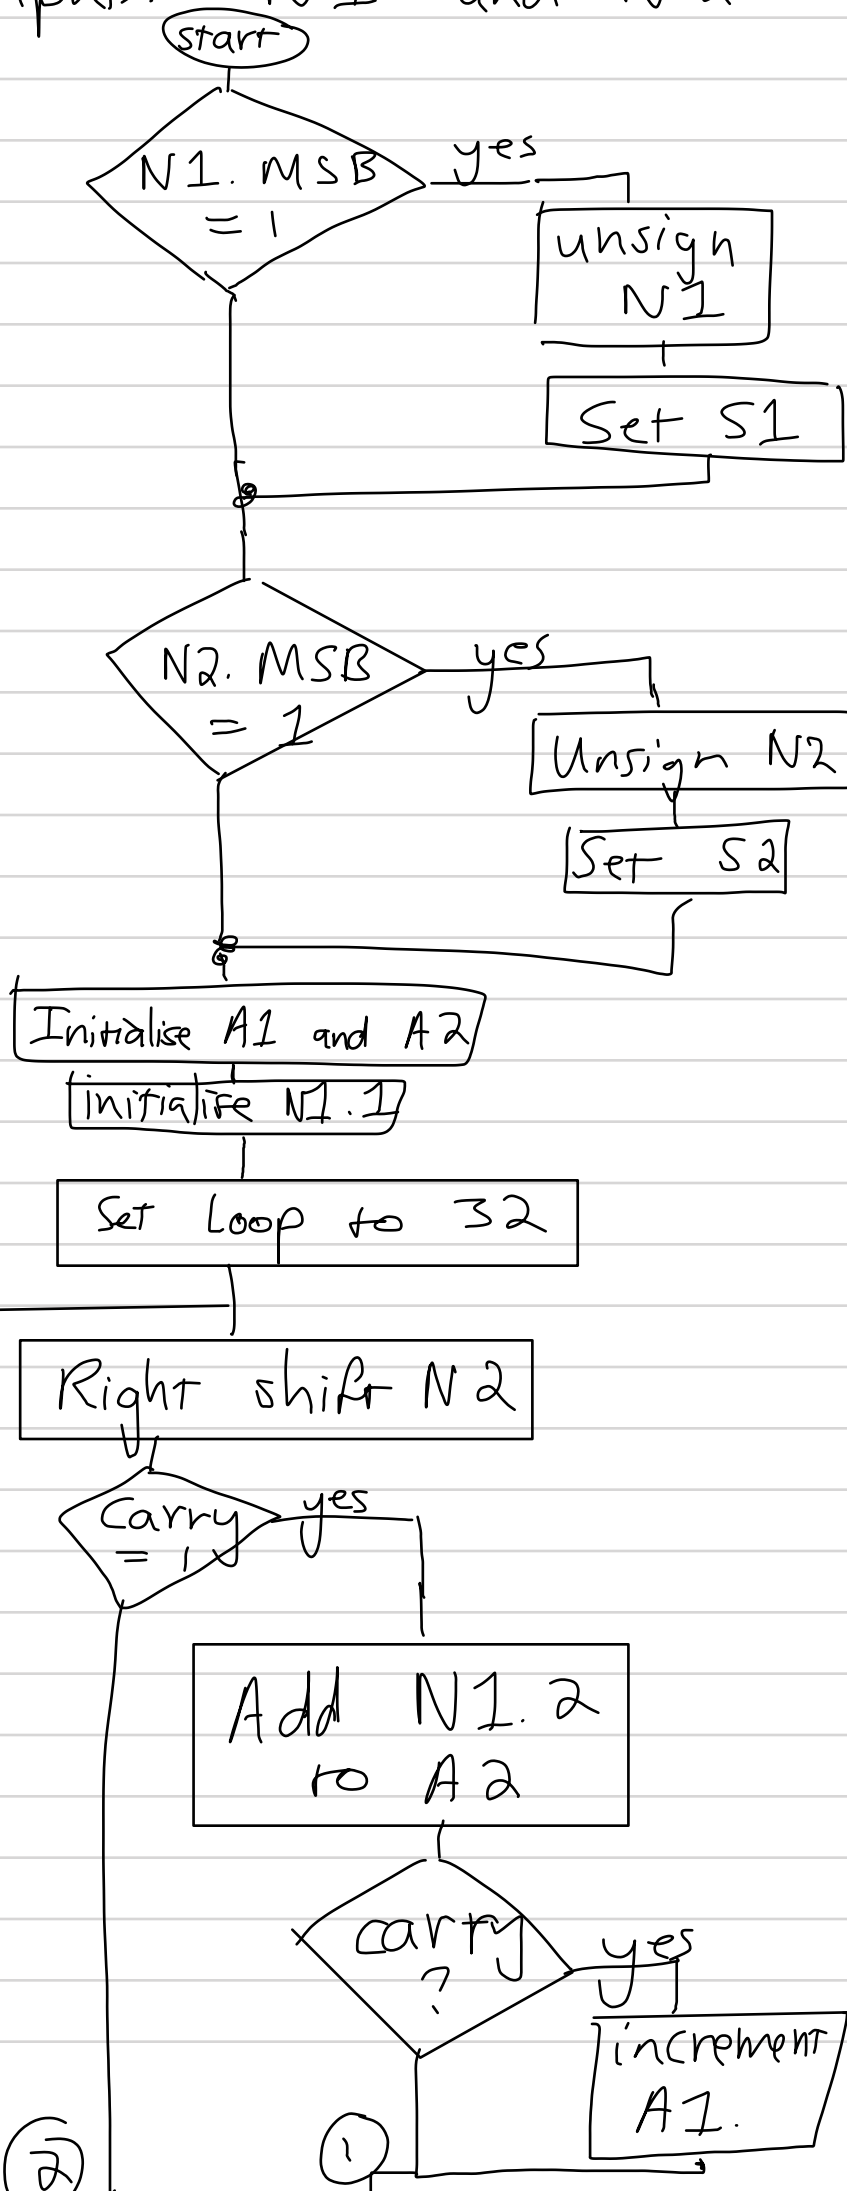 start
N1. MSB
= 1
yes
unsign
N1
Set S1
N2. MSB
= 1
yes
Unsign N2
Set S2
Initialise A1 and A2
initialise N1.1
Set Loop to 32
Right shift N2
Carry
= 1
yes
Add N1.2
to A2
carry
?
yes
increment
A1.
2
1